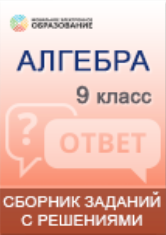 ОБРАЗОВАНИЕ
АЛГЕБРА
9 класс
ОТВЕТ
СБОРНИК ЗАДАНИЙ
С РЕШЕНИЯМИ